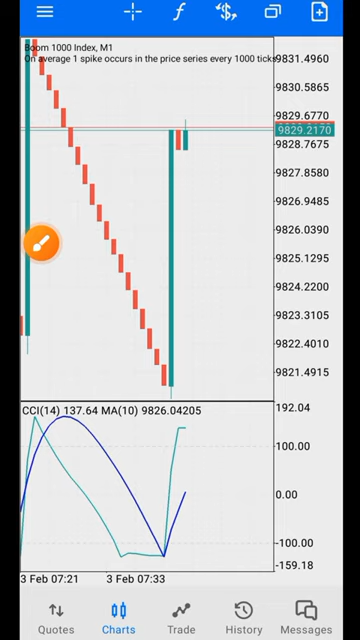 Boom 1000 Index, M1
On average 1 spike occurs in the price series every 1000 ticks
9831.4960
9830.5865
9829.6770
9829.2170
9828.7675
9827.8580
9826.9485
9826.0390
9825.1295
9824.2200
9823.3105
9822.4010
9821.4915
CCI(14) 137.64 MA(10) 9826.04205
192.04
100.00
0.00
-100.00
-159.18
3 Feb 07:21
3 Feb 07:33
Quotes
Charts
Trade
History
Messages